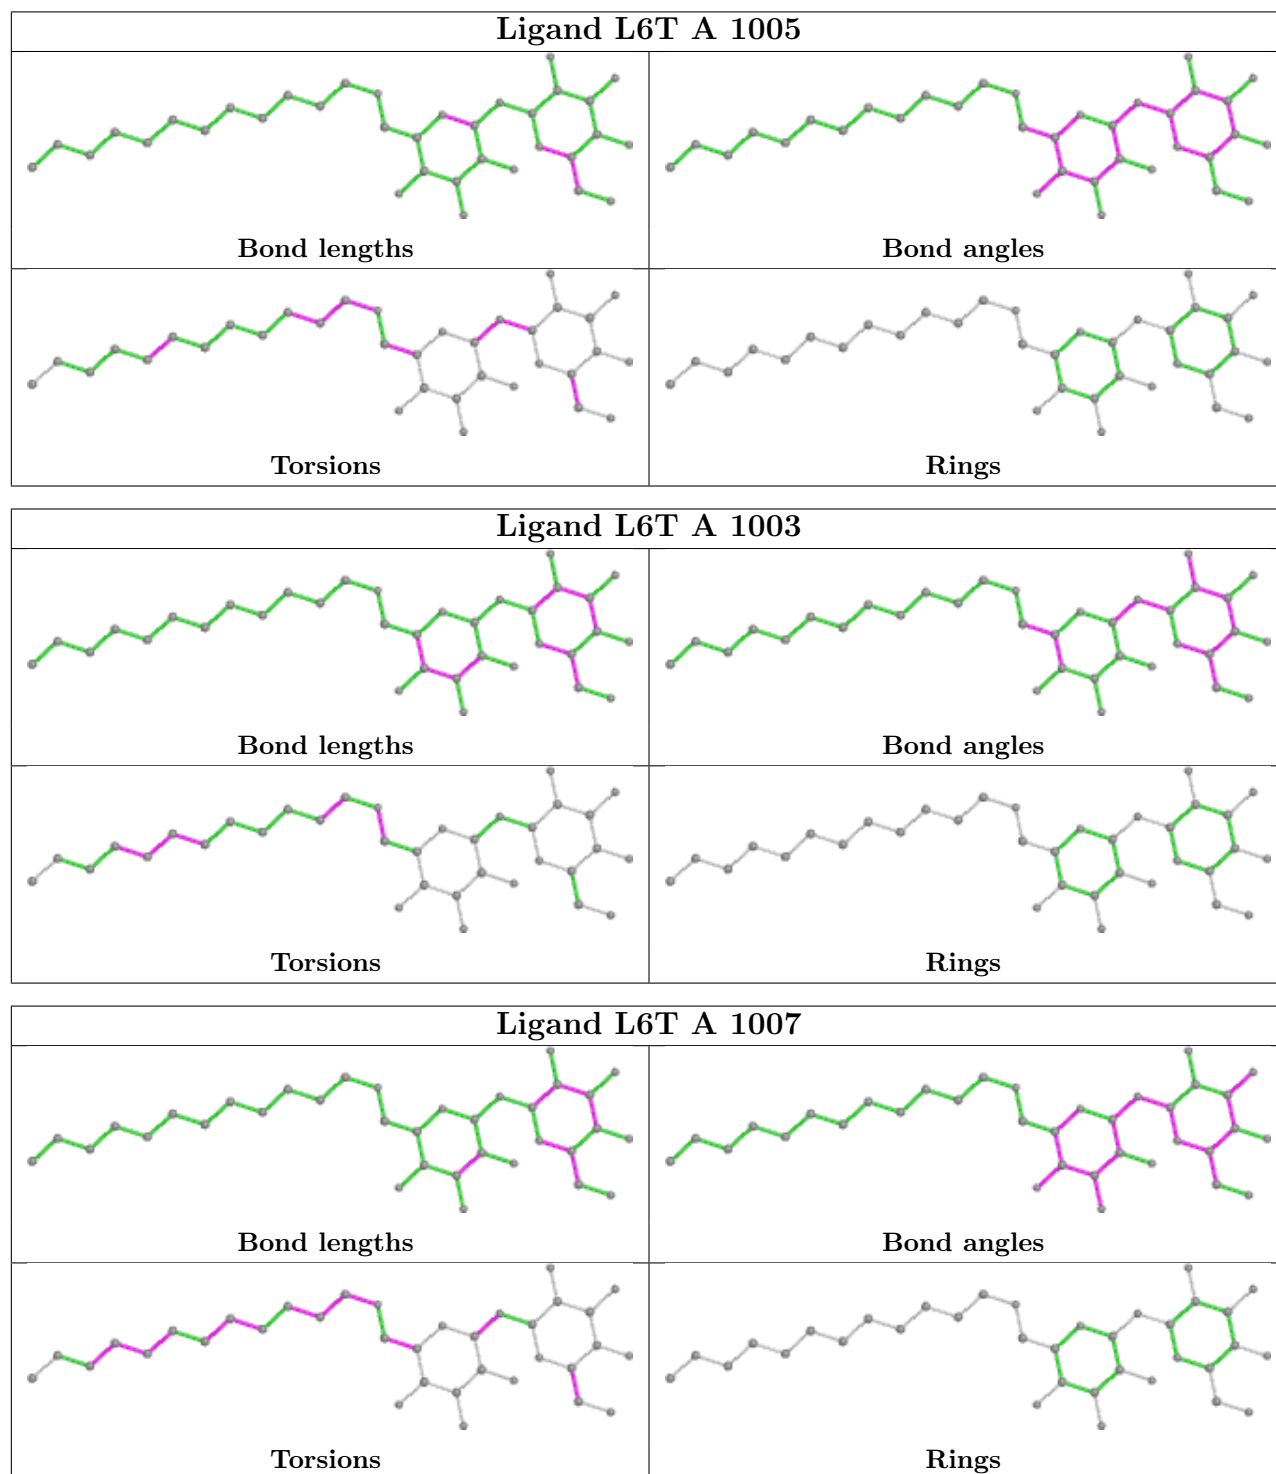 Ligand L6T A 1005
Bond lengths
Bond angles
Torsions
Rings
Ligand L6T A 1003
Bond lengths
Bond angles
Torsions
Rings
Ligand L6T A 1007
Bond lengths
Bond angles
Torsions
Rings